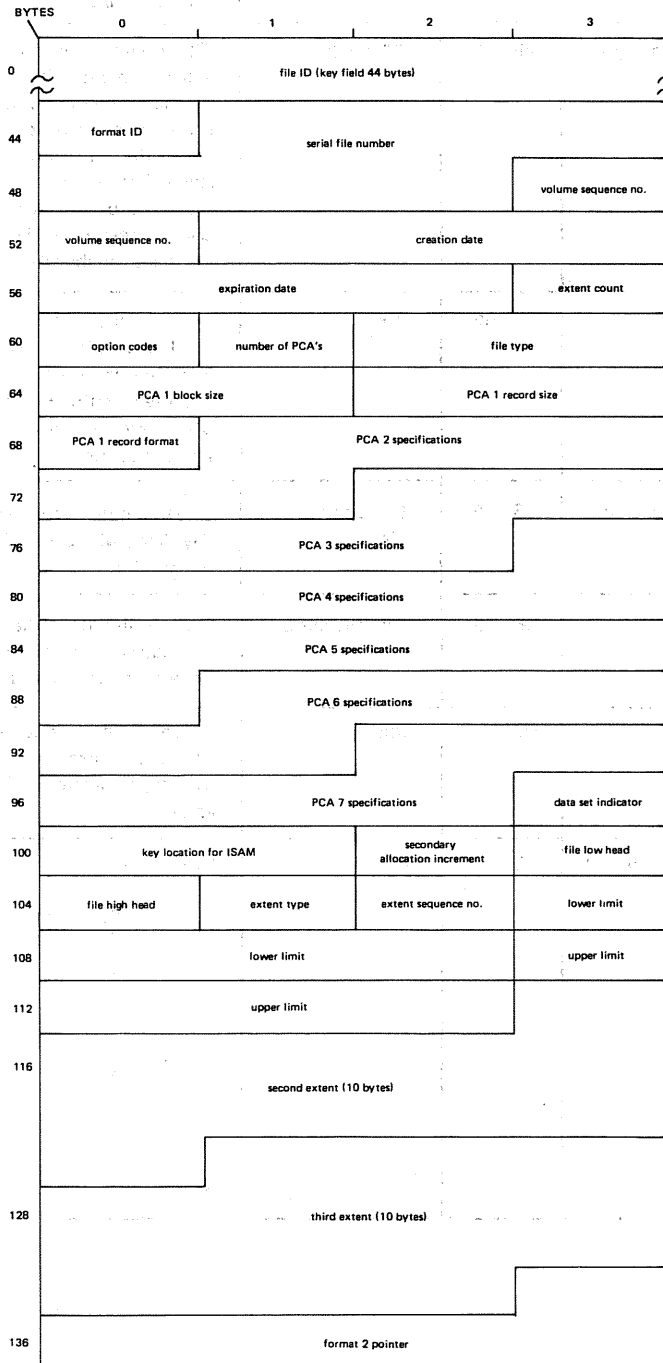 BYTES
0 1 2 3
0 file ID (key field 44 bytes)
44 format ID serial file number
48 volume sequence no.
52 volume sequence no. creation date
56 expiration date extent count
60 option codes number of PCA's file type
64 PCA 1 block size PCA 1 record size
68 PCA 1 record format PCA 2 specifications
72
76 PCA 3 specifications
80 PCA 4 specifications
84 PCA 5 specifications
88 PCA 6 specifications
92
96 PCA 7 specifications data set indicator
100 key location for ISAM secondary allocation increment file low head
104 file high head extent type extent sequence no. lower limit
108 lower limit upper limit
112 upper limit
116
second extent (10 bytes)
128 third extent (10 bytes)
136 format 2 pointer